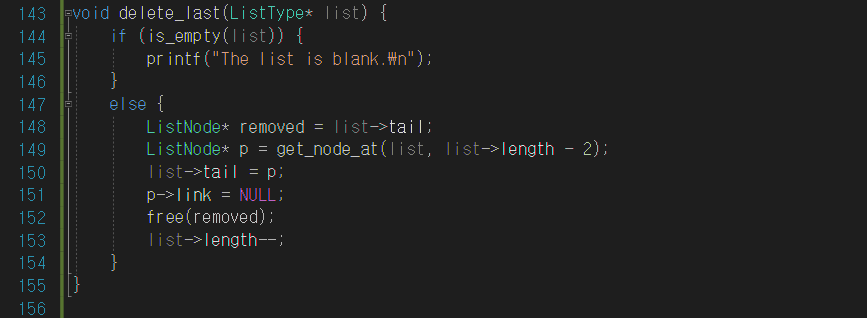 143 void delete_last(ListType* list) {
144     if (is_empty(list)) {
145         printf("The list is blank.₩n");
146     }
147     else {
148         ListNode* removed = list->tail;
149         ListNode* p = get_node_at(list, list->length - 2);
150         list->tail = p;
151         p->link = NULL;
152         free(removed);
153         list->length--;
154     }
155 }
156